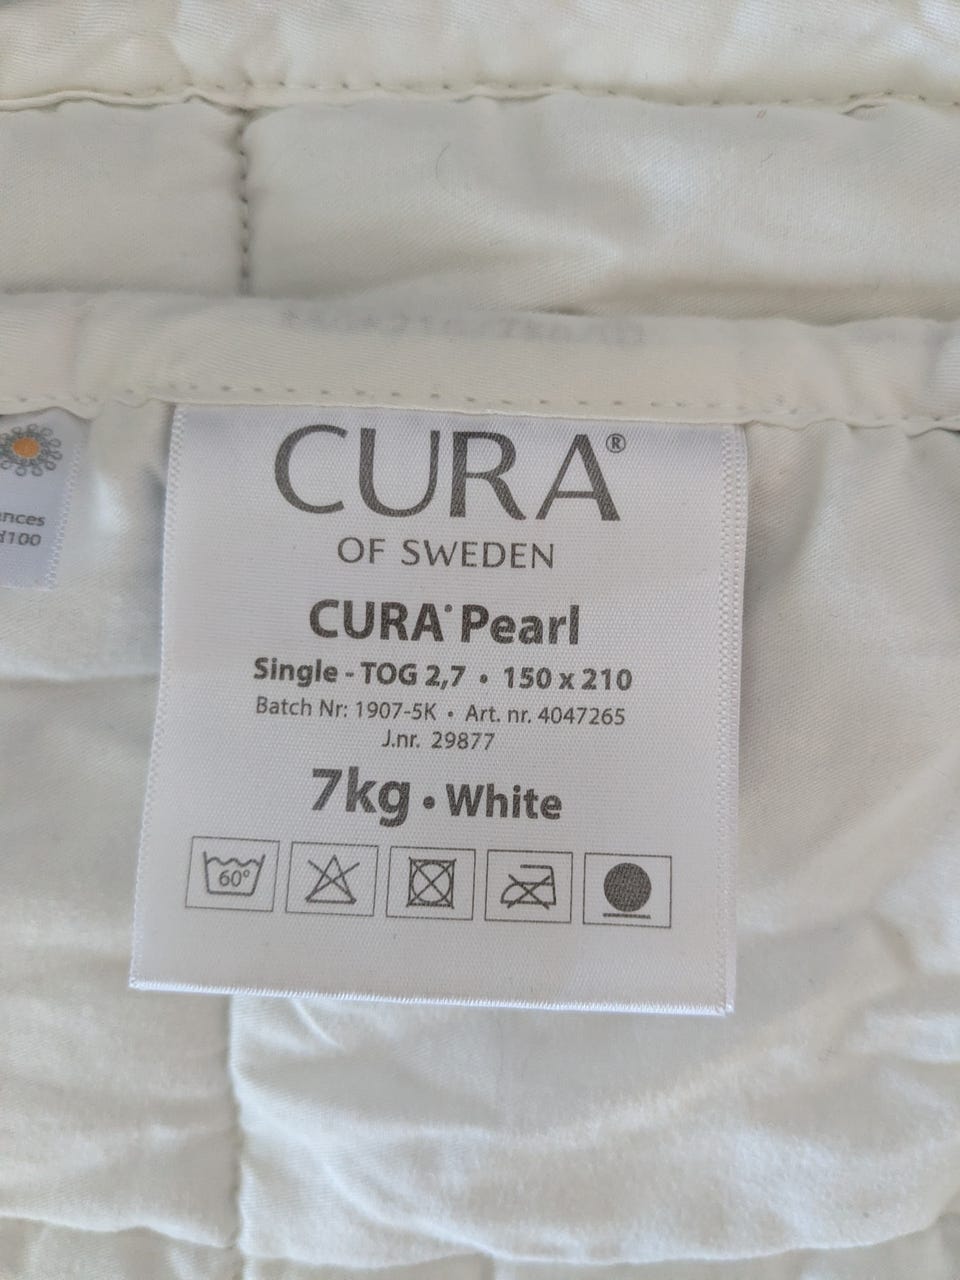 CURA®
OF SWEDEN
CURA® Pearl
Single - TOG 2,7 • 150 x 210
Batch Nr: 1907-5K • Art. nr. 4047265
J.nr. 29877
7kg • White
60°
100